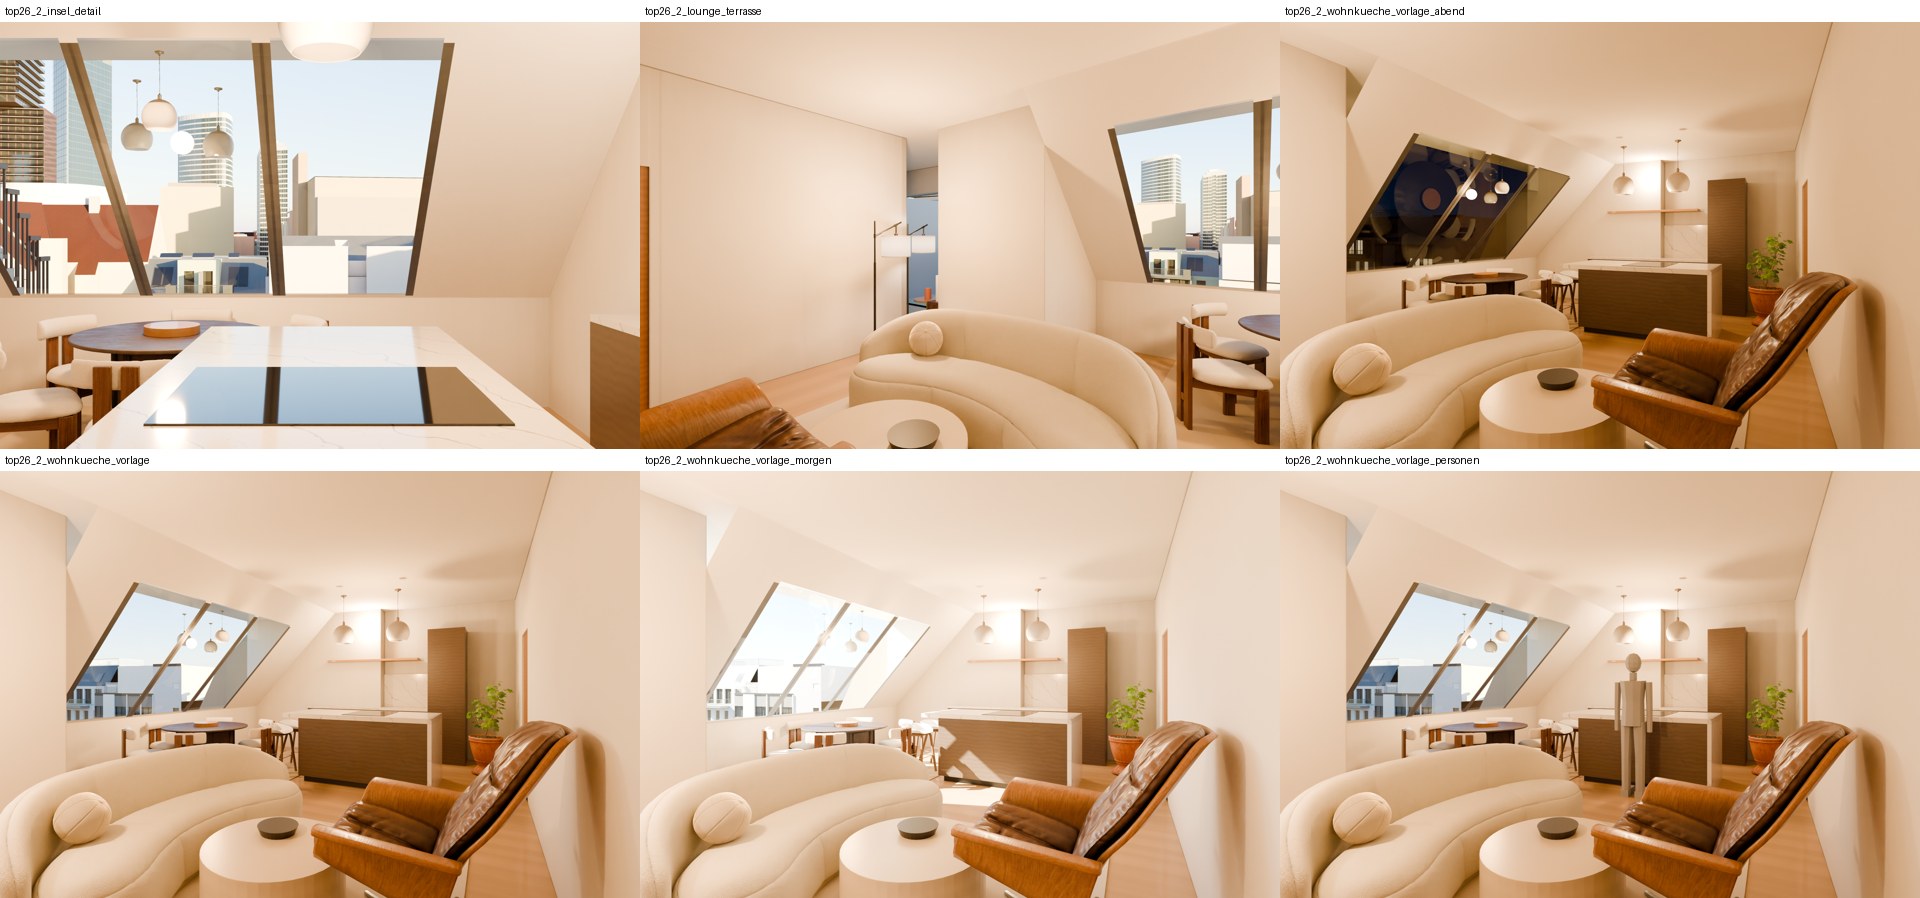 top26_2_insel_detail
top26_2_lounge_terrasse
top26_2_wohnkueche_vorlage_abend
top26_2_wohnkueche_vorlage
top26_2_wohnkueche_vorlage_morgen
top26_2_wohnkueche_vorlage_personen